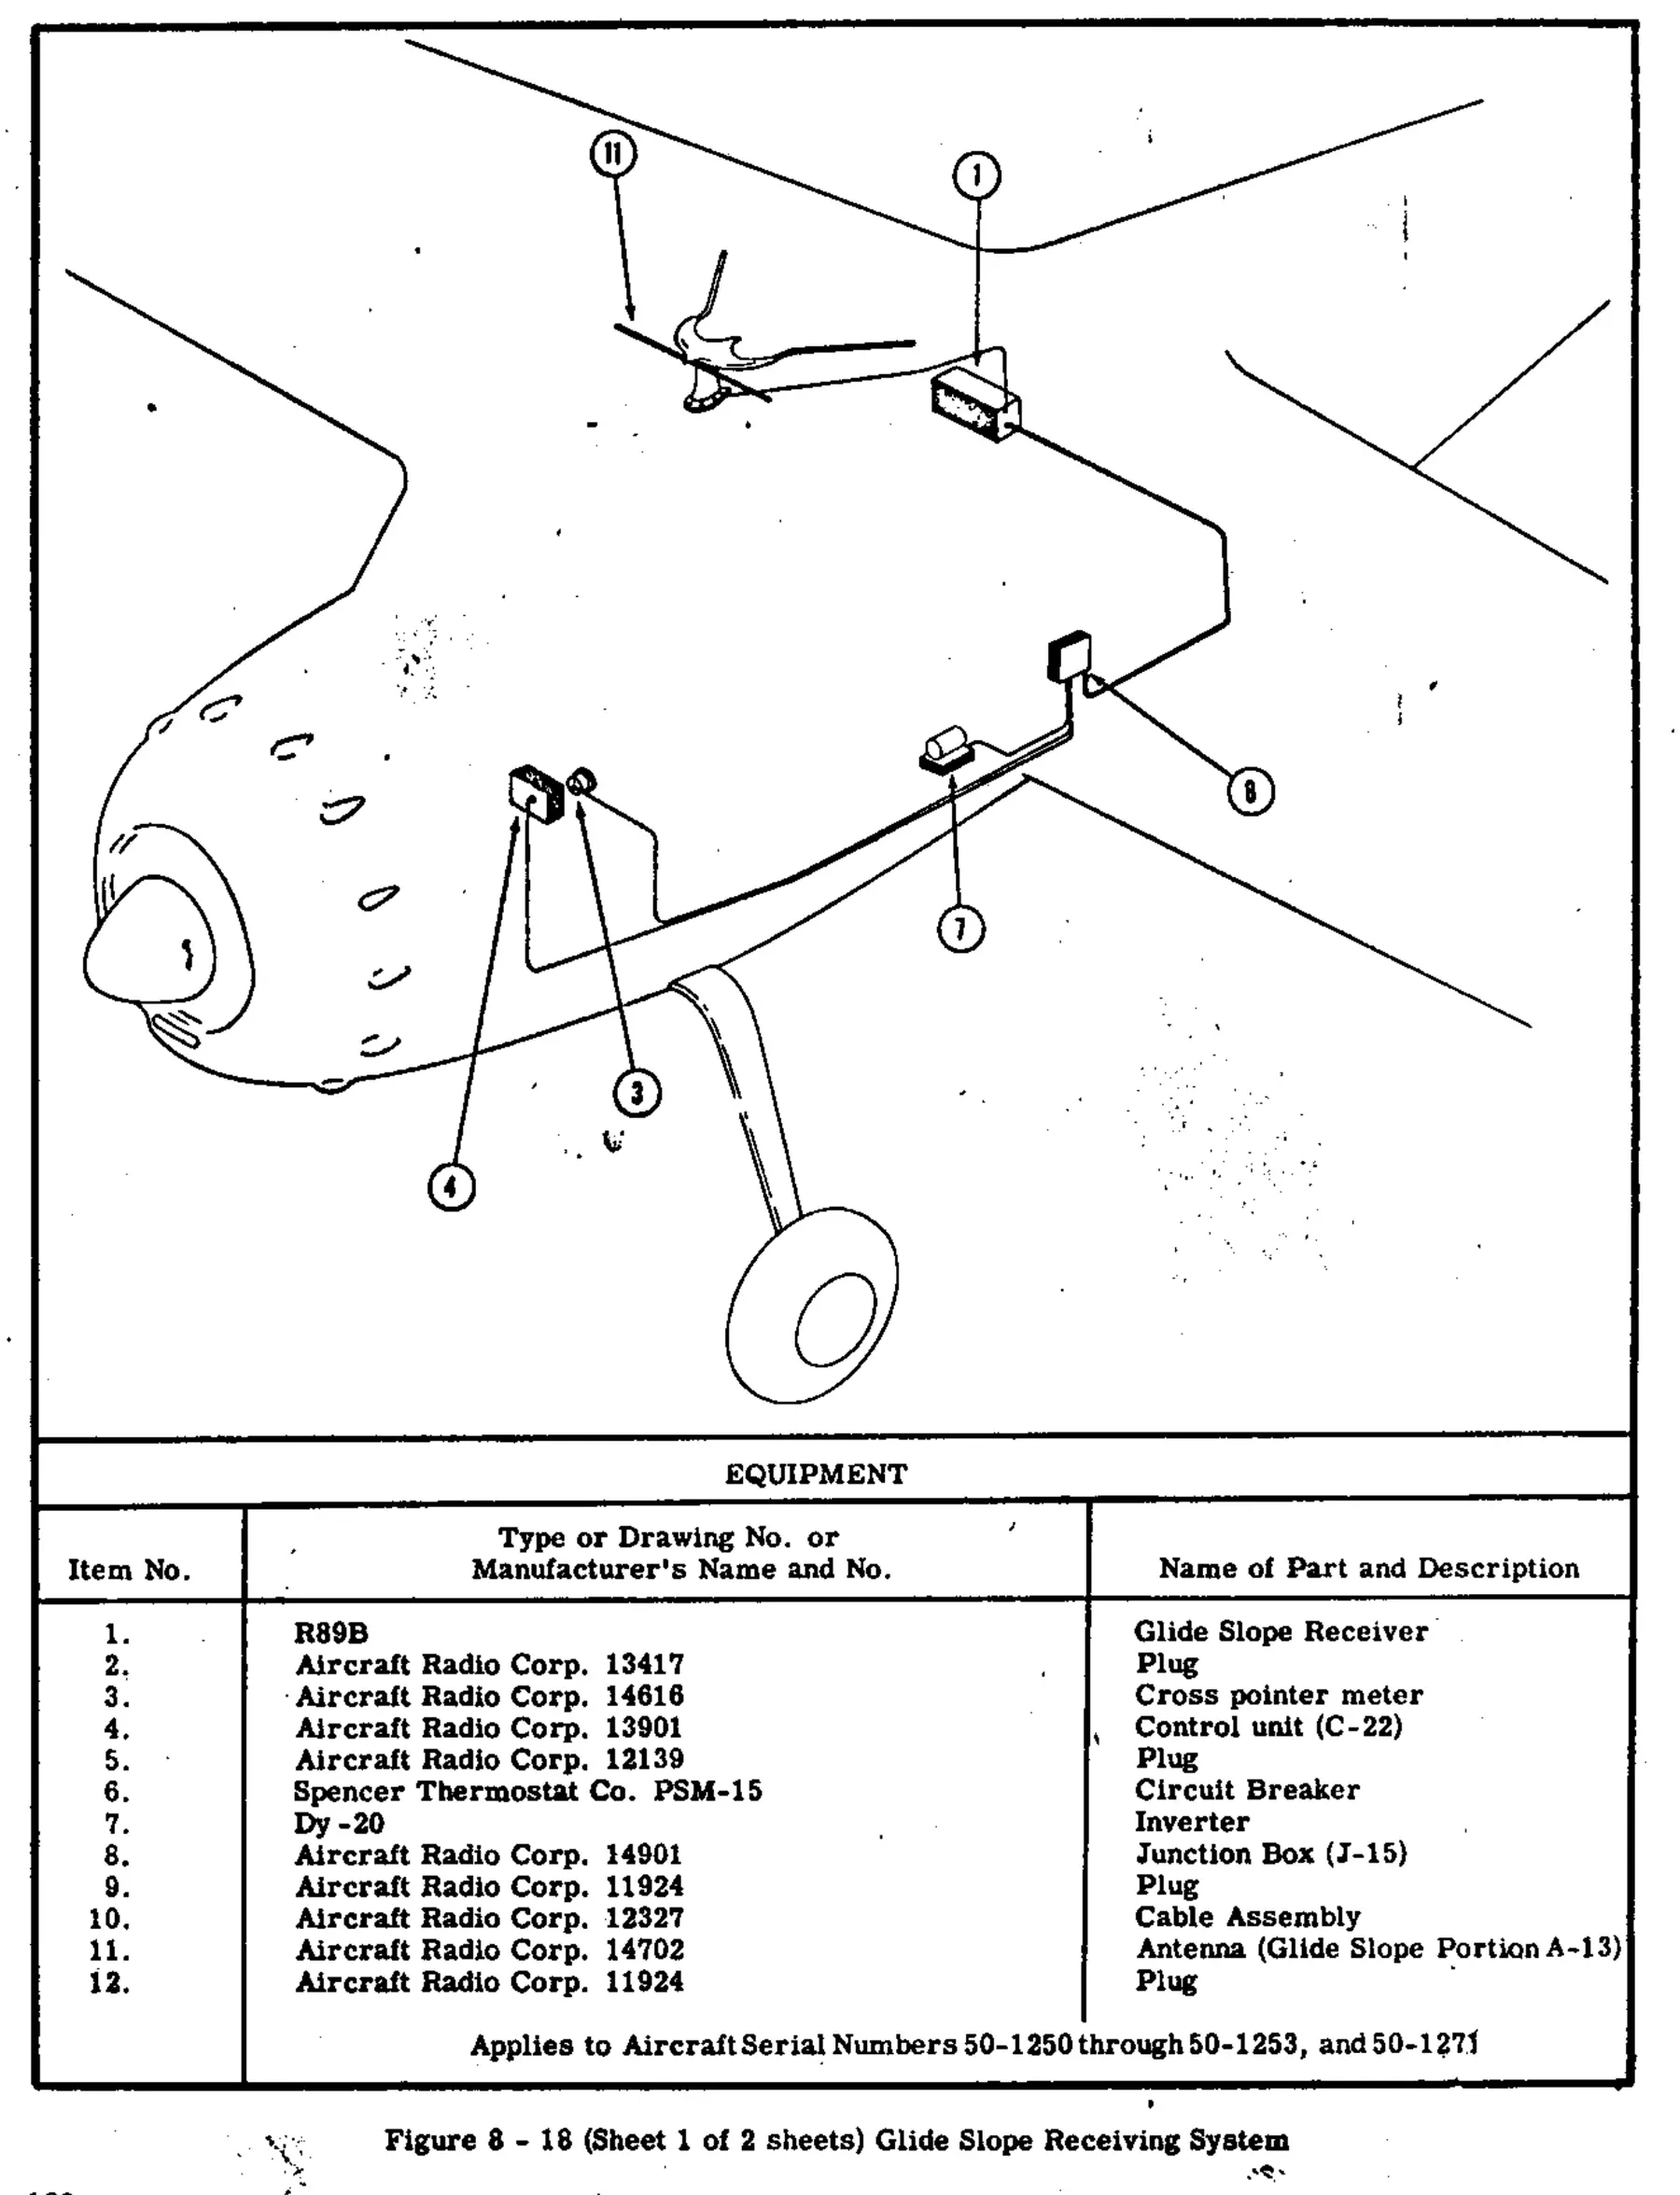 11
1
8
7
3
4
EQUIPMENT
Item No.
Type or Drawing No. or
Manufacturer's Name and No.
Name of Part and Description
1. R89B Glide Slope Receiver
2. Aircraft Radio Corp. 13417 Plug
3. Aircraft Radio Corp. 14616 Cross pointer meter
4. Aircraft Radio Corp. 13901 Control unit (C-22)
5. Aircraft Radio Corp. 12139 Plug
6. Spencer Thermostat Co. PSM-15 Circuit Breaker
7. Dy-20 Inverter
8. Aircraft Radio Corp. 14901 Junction Box (J-15)
9. Aircraft Radio Corp. 11924 Plug
10. Aircraft Radio Corp. 12327 Cable Assembly
11. Aircraft Radio Corp. 14702 Antenna (Glide Slope Portion A-13)
12. Aircraft Radio Corp. 11924 Plug
Applies to Aircraft Serial Numbers 50-1250 through 50-1253, and 50-1271
Figure 8 - 18 (Sheet 1 of 2 sheets) Glide Slope Receiving System